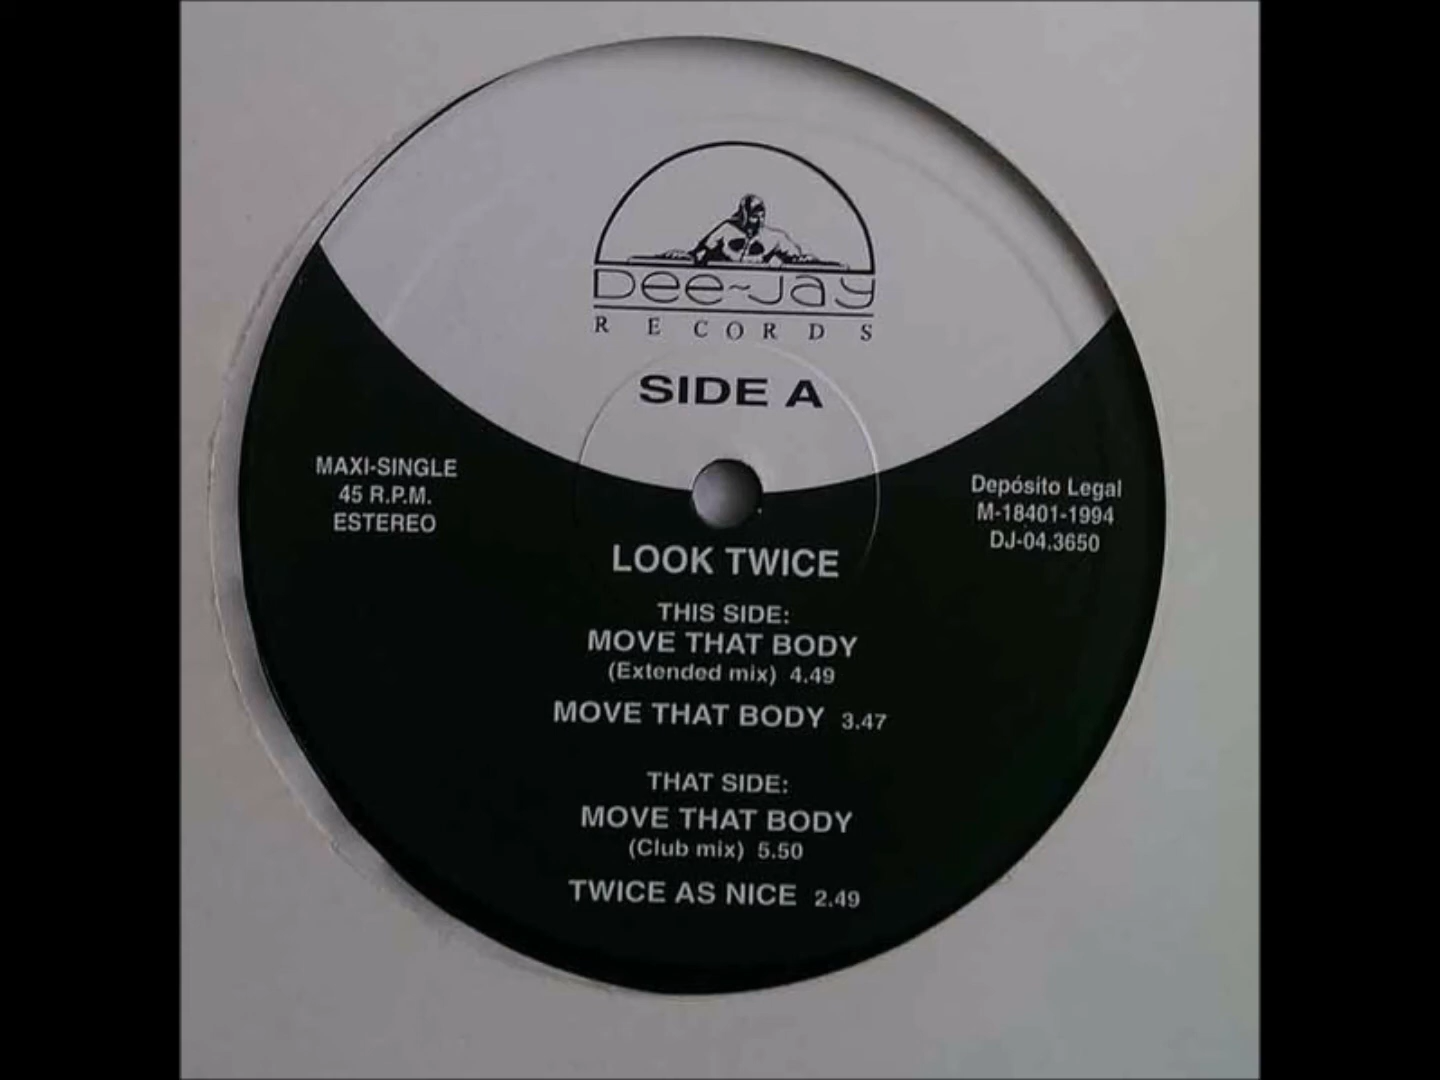 Dee~Jay
RECORDS
SIDE A
MAXI-SINGLE
45 R.P.M.
ESTEREO
Depósito Legal
M-18401-1994
DJ-04.3650
LOOK TWICE
THIS SIDE:
MOVE THAT BODY
(Extended mix) 4.49
MOVE THAT BODY 3.47
THAT SIDE:
MOVE THAT BODY
(Club mix) 5.50
TWICE AS NICE 2.49